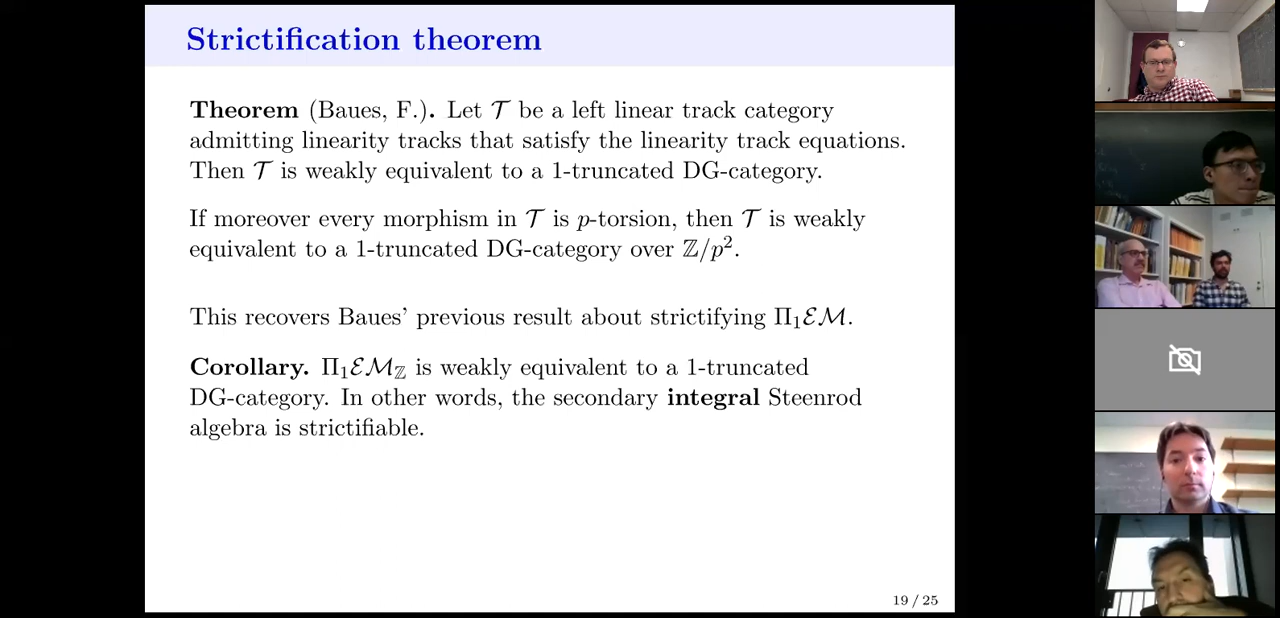 Strictification theorem
Theorem (Baues, F.). Let 𝒯 be a left linear track category
admitting linearity tracks that satisfy the linearity track equations.
Then 𝒯 is weakly equivalent to a 1-truncated DG-category.
If moreover every morphism in 𝒯 is p-torsion, then 𝒯 is weakly
equivalent to a 1-truncated DG-category over ℤ/p².
This recovers Baues’ previous result about strictifying Π₁ℰℳ.
Corollary. Π₁ℰℳ_ℤ is weakly equivalent to a 1-truncated
DG-category. In other words, the secondary integral Steenrod
algebra is strictifiable.
19 / 25